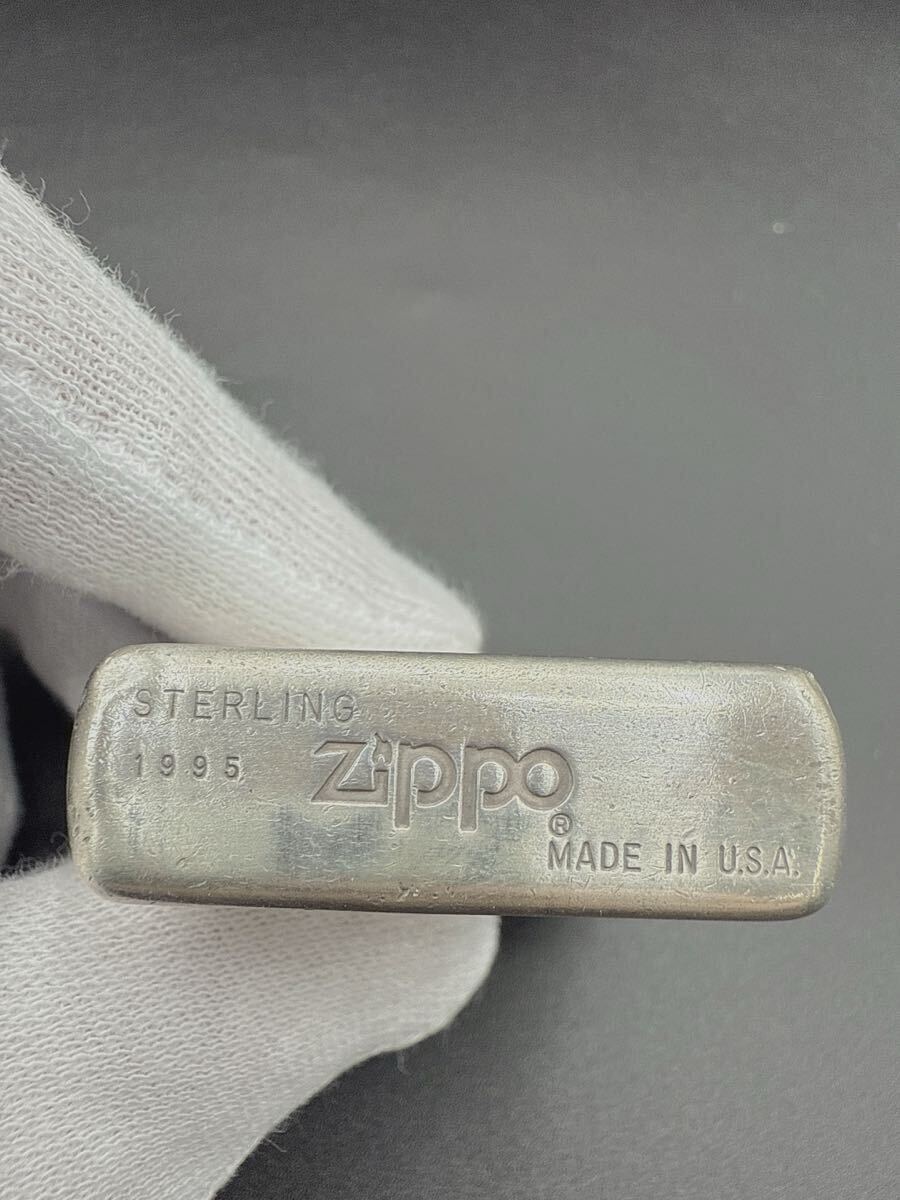 STERLING
1995
Zippo
®
MADE IN U.S.A.